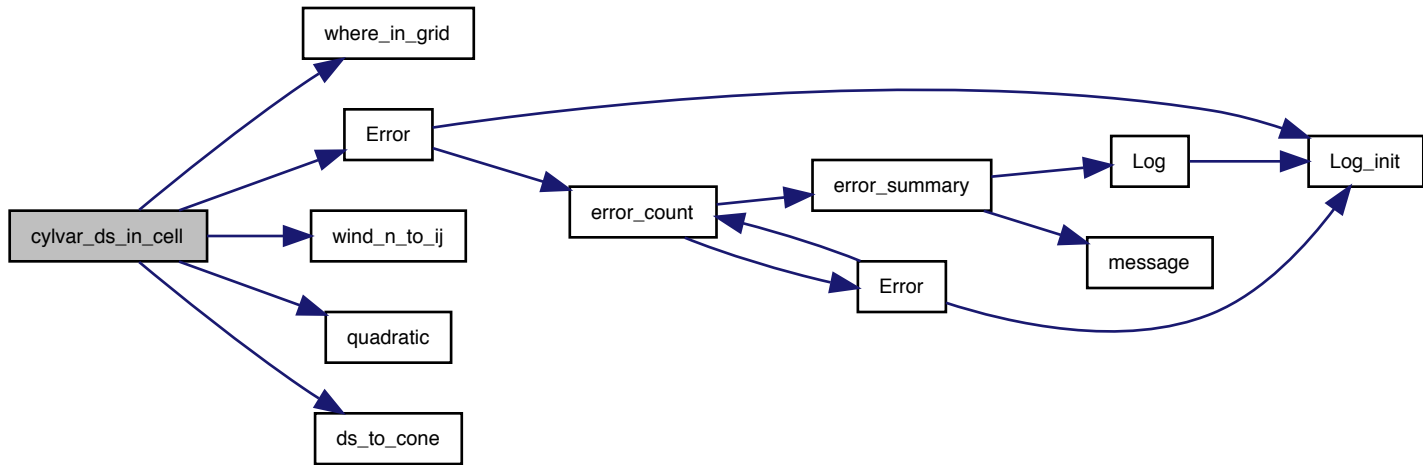 where_in_grid
Error
Log
Log_init
error_summary
error_count
cylvar_ds_in_cell
wind_n_to_ij
message
Error
quadratic
ds_to_cone